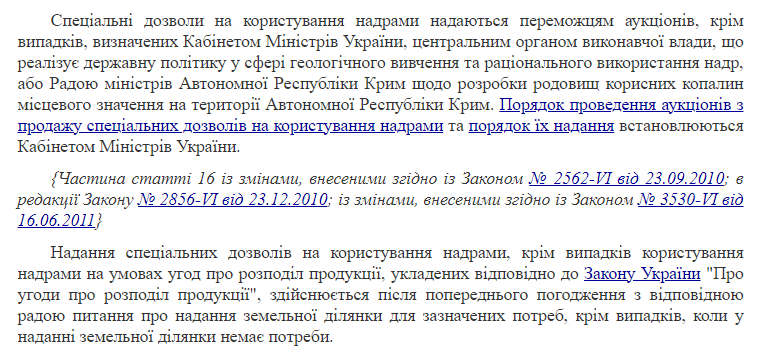 Спеціальні дозволи на користування надрами надаються переможцям аукціонів, крім
випадків, визначених Кабінетом Міністрів України, центральним органом виконавчої влади, що
реалізує державну політику у сфері геологічного вивчення та раціонального використання надр,
або Радою міністрів Автономної Республіки Крим щодо розробки родовищ корисних копалин
місцевого значення на території Автономної Республіки Крим. Порядок проведення аукціонів з
продажу спеціальних дозволів на користування надрами та порядок їх надання встановлюються
Кабінетом Міністрів України.
{Частина статті 16 із змінами, внесеними згідно із Законом № 2562-VI від 23.09.2010; в
редакції Закону № 2856-VI від 23.12.2010; із змінами, внесеними згідно із Законом № 3530-VI від
16.06.2011}
Надання спеціальних дозволів на користування надрами, крім випадків користування
надрами на умовах угод про розподіл продукції, укладених відповідно до Закону України "Про
угоди про розподіл продукції", здійснюється після попереднього погодження з відповідною
радою питання про надання земельної ділянки для зазначених потреб, крім випадків, коли у
наданні земельної ділянки немає потреби.